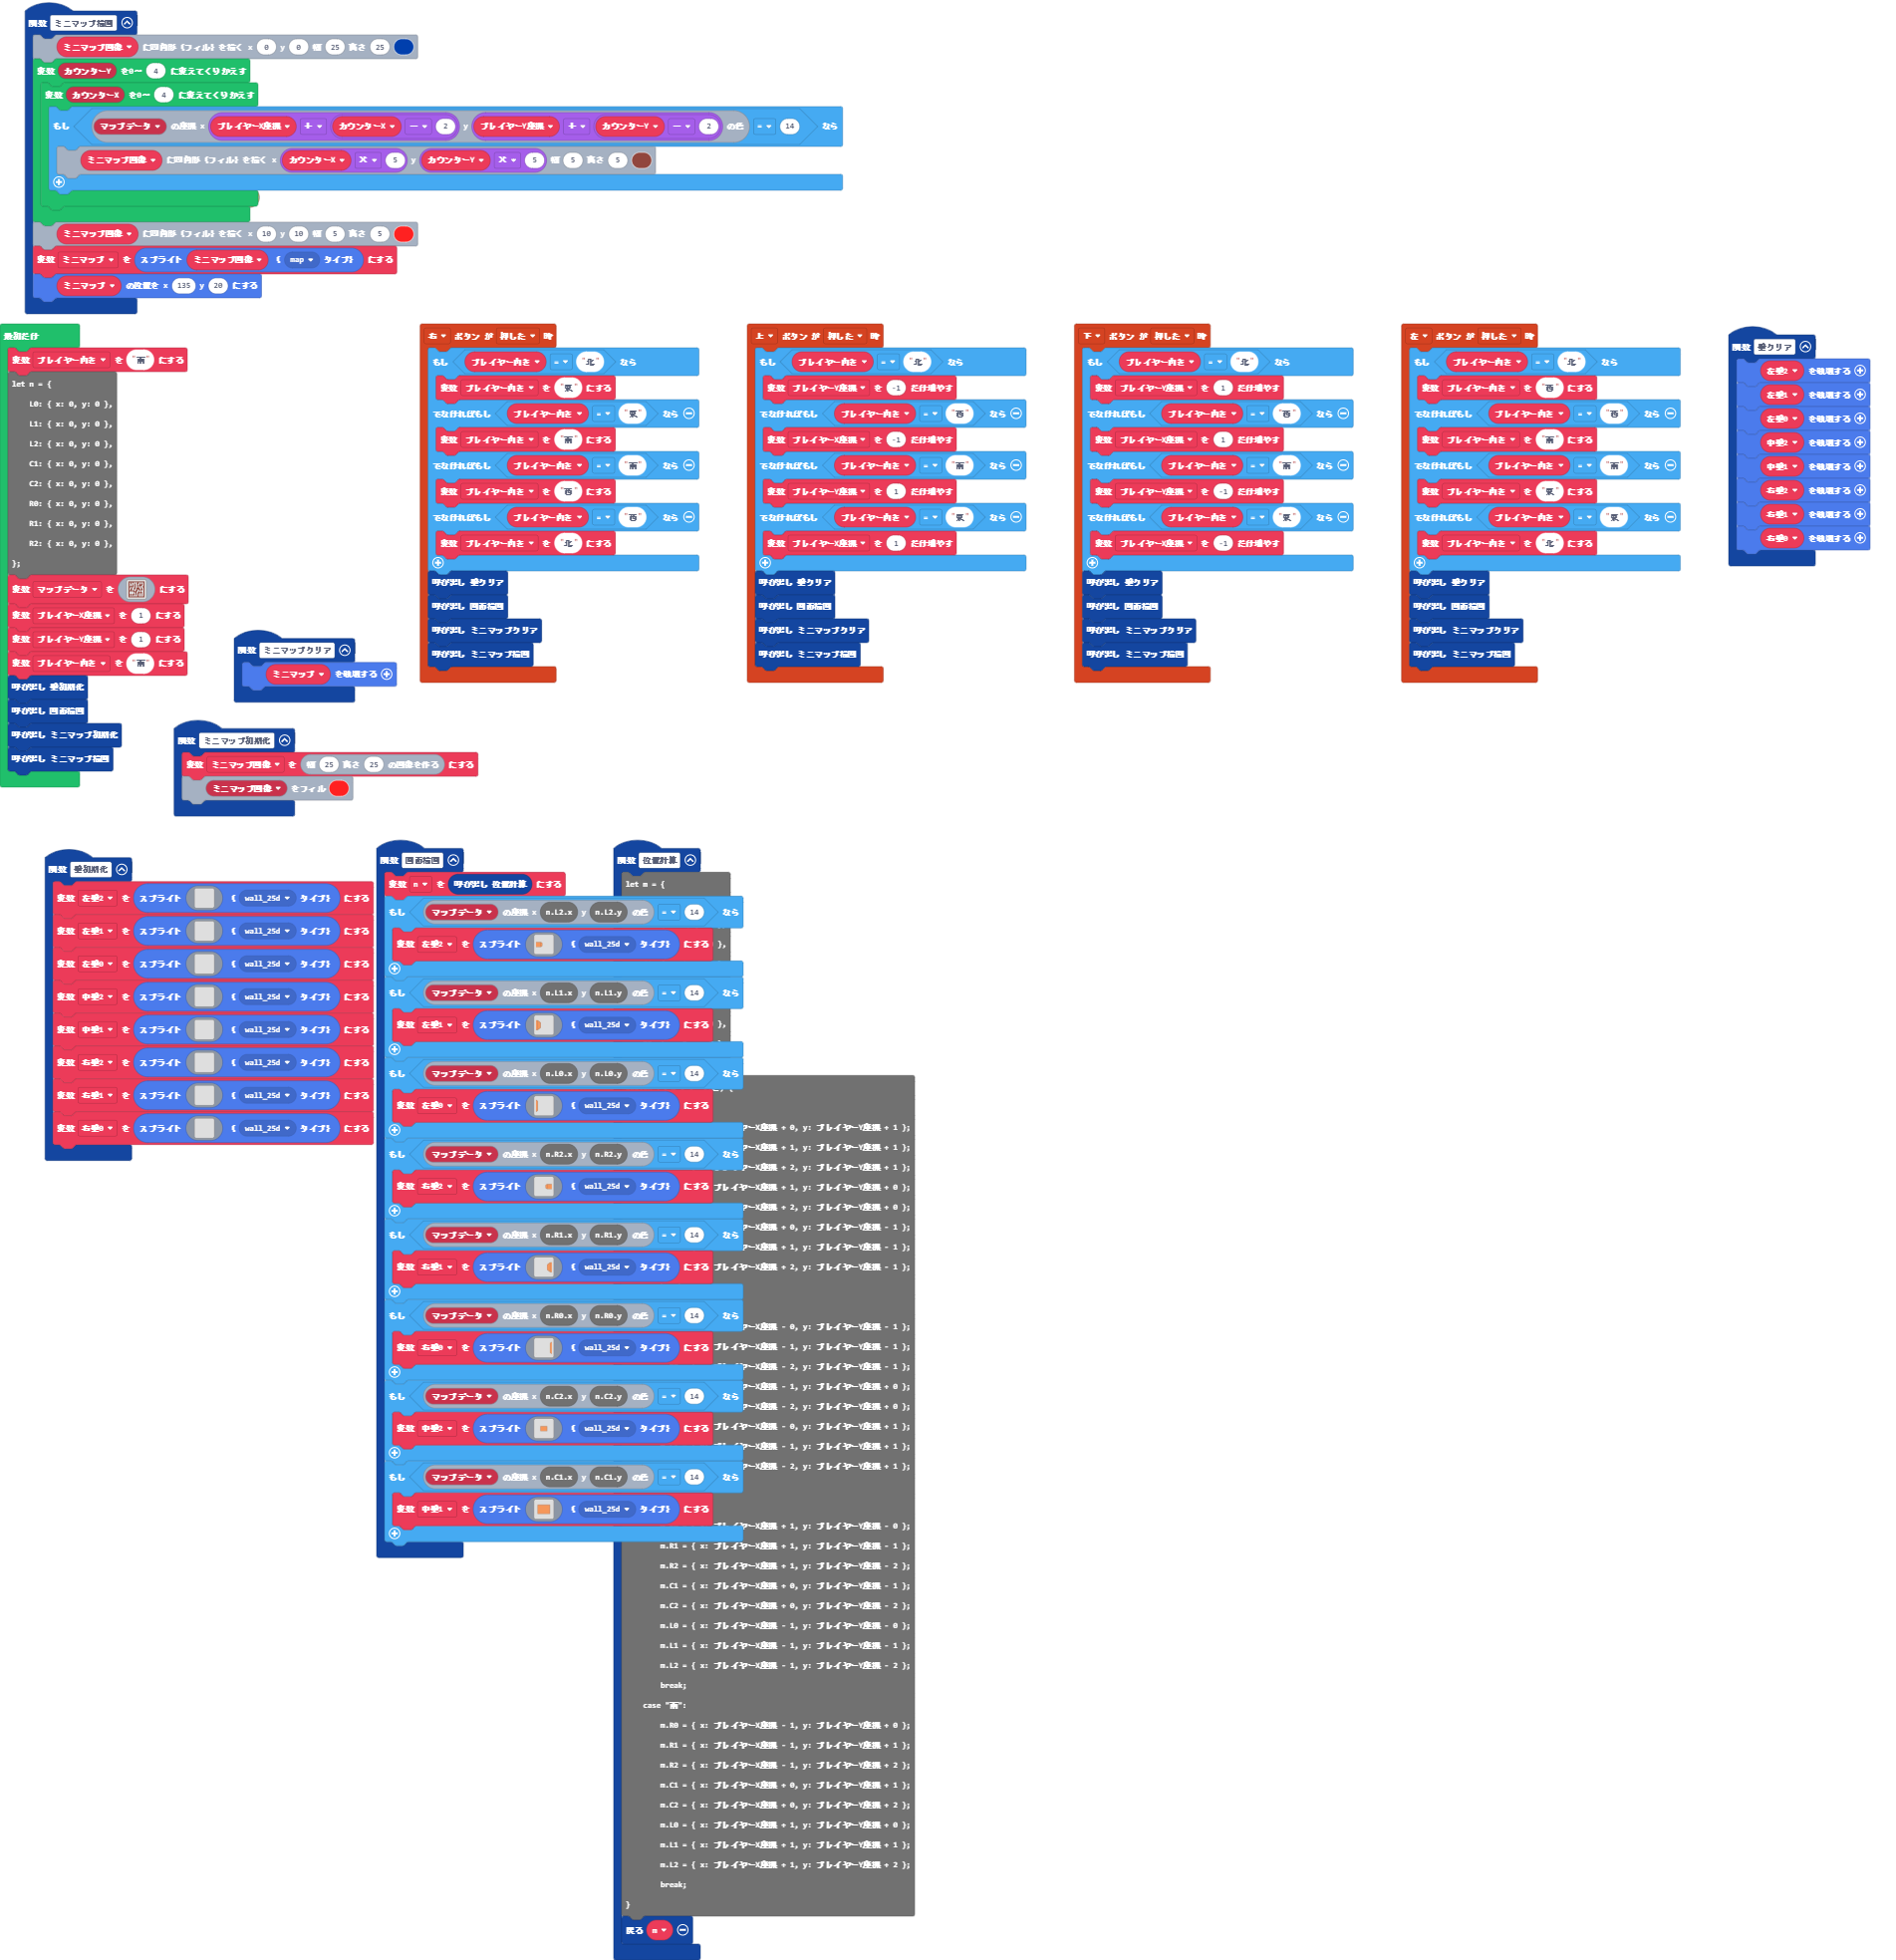 関数 ミニマップ描画
ミニマップ画像 に四角形 (フィル) を描く x 0 y 0 幅 25 高さ 25
変数 カウンターY を0〜 4 に変えてくりかえす
変数 カウンターX を0〜 4 に変えてくりかえす
もし マップデータ の座標 x プレイヤーX座標 + カウンターX - 2 y プレイヤーY座標 + カウンターY - 2 の色 = 14 なら
ミニマップ画像 に四角形 (フィル) を描く x カウンターX × 5 y カウンターY × 5 幅 5 高さ 5
ミニマップ画像 に四角形 (フィル) を描く x 10 y 10 幅 5 高さ 5
変数 ミニマップ を スプライト ミニマップ画像 ( map タイプ) にする
ミニマップ の位置を x 135 y 20 にする
最初だけ
変数 プレイヤー向き を "南" にする
let n = {
L0: { x: 0, y: 0 },
L1: { x: 0, y: 0 },
L2: { x: 0, y: 0 },
C1: { x: 0, y: 0 },
C2: { x: 0, y: 0 },
R0: { x: 0, y: 0 },
R1: { x: 0, y: 0 },
R2: { x: 0, y: 0 },
};
変数 マップデータ を にする
変数 プレイヤーX座標 を 1 にする
変数 プレイヤーY座標 を 1 にする
変数 プレイヤー向き を "南" にする
呼び出し 壁初期化
呼び出し 画面描画
呼び出し ミニマップ初期化
呼び出し ミニマップ描画
関数 ミニマップクリア
ミニマップ を破壊する
関数 ミニマップ初期化
変数 ミニマップ画像 を 幅 25 高さ 25 の画像を作る にする
ミニマップ画像 をフィル
右 ボタン が 押した 時
もし プレイヤー向き = "北" なら
変数 プレイヤー向き を "東" にする
でなければもし プレイヤー向き = "東" なら
変数 プレイヤー向き を "南" にする
でなければもし プレイヤー向き = "南" なら
変数 プレイヤー向き を "西" にする
でなければもし プレイヤー向き = "西" なら
変数 プレイヤー向き を "北" にする
呼び出し 壁クリア
呼び出し 画面描画
呼び出し ミニマップクリア
呼び出し ミニマップ描画
上 ボタン が 押した 時
もし プレイヤー向き = "北" なら
変数 プレイヤーY座標 を -1 だけ増やす
でなければもし プレイヤー向き = "西" なら
変数 プレイヤーX座標 を -1 だけ増やす
でなければもし プレイヤー向き = "南" なら
変数 プレイヤーY座標 を 1 だけ増やす
でなければもし プレイヤー向き = "東" なら
変数 プレイヤーX座標 を 1 だけ増やす
呼び出し 壁クリア
呼び出し 画面描画
呼び出し ミニマップクリア
呼び出し ミニマップ描画
下 ボタン が 押した 時
もし プレイヤー向き = "北" なら
変数 プレイヤーY座標 を 1 だけ増やす
でなければもし プレイヤー向き = "西" なら
変数 プレイヤーX座標 を 1 だけ増やす
でなければもし プレイヤー向き = "南" なら
変数 プレイヤーY座標 を -1 だけ増やす
でなければもし プレイヤー向き = "東" なら
変数 プレイヤーX座標 を -1 だけ増やす
呼び出し 壁クリア
呼び出し 画面描画
呼び出し ミニマップクリア
呼び出し ミニマップ描画
左 ボタン が 押した 時
もし プレイヤー向き = "北" なら
変数 プレイヤー向き を "西" にする
でなければもし プレイヤー向き = "西" なら
変数 プレイヤー向き を "南" にする
でなければもし プレイヤー向き = "南" なら
変数 プレイヤー向き を "東" にする
でなければもし プレイヤー向き = "東" なら
変数 プレイヤー向き を "北" にする
呼び出し 壁クリア
呼び出し 画面描画
呼び出し ミニマップクリア
呼び出し ミニマップ描画
関数 壁クリア
左壁2 を破壊する
左壁1 を破壊する
左壁0 を破壊する
中壁2 を破壊する
中壁1 を破壊する
右壁2 を破壊する
右壁1 を破壊する
右壁0 を破壊する
関数 壁初期化
変数 左壁2 を スプライト ( wall_25d タイプ) にする
変数 左壁1 を スプライト ( wall_25d タイプ) にする
変数 左壁0 を スプライト ( wall_25d タイプ) にする
変数 中壁2 を スプライト ( wall_25d タイプ) にする
変数 中壁1 を スプライト ( wall_25d タイプ) にする
変数 右壁2 を スプライト ( wall_25d タイプ) にする
変数 右壁1 を スプライト ( wall_25d タイプ) にする
変数 右壁0 を スプライト ( wall_25d タイプ) にする
関数 画面描画
変数 n を 呼び出し 位置計算 にする
もし マップデータ の座標 x n.L2.x y n.L2.y の色 = 14 なら
変数 左壁2 を スプライト ( wall_25d タイプ) にする
もし マップデータ の座標 x n.L1.x y n.L1.y の色 = 14 なら
変数 左壁1 を スプライト ( wall_25d タイプ) にする
もし マップデータ の座標 x n.L0.x y n.L0.y の色 = 14 なら
変数 左壁0 を スプライト ( wall_25d タイプ) にする
もし マップデータ の座標 x n.R2.x y n.R2.y の色 = 14 なら
変数 右壁2 を スプライト ( wall_25d タイプ) にする
もし マップデータ の座標 x n.R1.x y n.R1.y の色 = 14 なら
変数 右壁1 を スプライト ( wall_25d タイプ) にする
もし マップデータ の座標 x n.R0.x y n.R0.y の色 = 14 なら
変数 右壁0 を スプライト ( wall_25d タイプ) にする
もし マップデータ の座標 x n.C2.x y n.C2.y の色 = 14 なら
変数 中壁2 を スプライト ( wall_25d タイプ) にする
もし マップデータ の座標 x n.C1.x y n.C1.y の色 = 14 なら
変数 中壁1 を スプライト ( wall_25d タイプ) にする
関数 位置計算
let m = {
},
},
{
ーX座標 + 0, y: プレイヤーY座標 + 1 };
ーX座標 + 1, y: プレイヤーY座標 + 1 };
ーX座標 + 2, y: プレイヤーY座標 + 1 };
プレイヤーX座標 + 1, y: プレイヤーY座標 + 0 };
ーX座標 + 2, y: プレイヤーY座標 + 0 };
ーX座標 + 0, y: プレイヤーY座標 - 1 };
ーX座標 + 1, y: プレイヤーY座標 - 1 };
プレイヤーX座標 + 2, y: プレイヤーY座標 - 1 };
ーX座標 - 0, y: プレイヤーY座標 - 1 };
プレイヤーX座標 - 1, y: プレイヤーY座標 - 1 };
ーX座標 - 2, y: プレイヤーY座標 - 1 };
ーX座標 - 1, y: プレイヤーY座標 + 0 };
ーX座標 - 2, y: プレイヤーY座標 + 0 };
プレイヤーX座標 - 0, y: プレイヤーY座標 + 1 };
ーX座標 - 1, y: プレイヤーY座標 + 1 };
ーX座標 - 2, y: プレイヤーY座標 + 1 };
プレイヤーX座標 + 1, y: プレイヤーY座標 - 0 };
m.R1 = { x: プレイヤーX座標 + 1, y: プレイヤーY座標 - 1 };
m.R2 = { x: プレイヤーX座標 + 1, y: プレイヤーY座標 - 2 };
m.C1 = { x: プレイヤーX座標 + 0, y: プレイヤーY座標 - 1 };
m.C2 = { x: プレイヤーX座標 + 0, y: プレイヤーY座標 - 2 };
m.L0 = { x: プレイヤーX座標 - 1, y: プレイヤーY座標 - 0 };
m.L1 = { x: プレイヤーX座標 - 1, y: プレイヤーY座標 - 1 };
m.L2 = { x: プレイヤーX座標 - 1, y: プレイヤーY座標 - 2 };
break;
case "南":
m.R0 = { x: プレイヤーX座標 - 1, y: プレイヤーY座標 + 0 };
m.R1 = { x: プレイヤーX座標 - 1, y: プレイヤーY座標 + 1 };
m.R2 = { x: プレイヤーX座標 - 1, y: プレイヤーY座標 + 2 };
m.C1 = { x: プレイヤーX座標 + 0, y: プレイヤーY座標 + 1 };
m.C2 = { x: プレイヤーX座標 + 0, y: プレイヤーY座標 + 2 };
m.L0 = { x: プレイヤーX座標 + 1, y: プレイヤーY座標 + 0 };
m.L1 = { x: プレイヤーX座標 + 1, y: プレイヤーY座標 + 1 };
m.L2 = { x: プレイヤーX座標 + 1, y: プレイヤーY座標 + 2 };
break;
}
戻る m